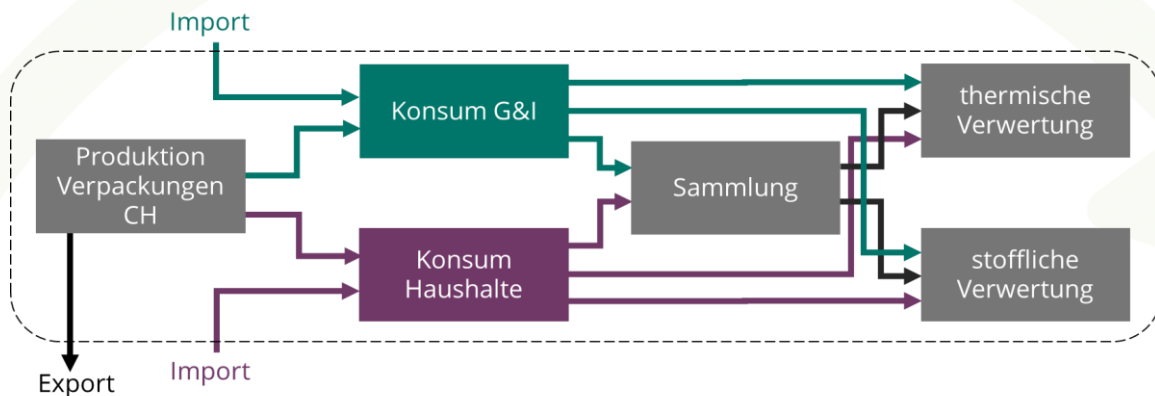 Import
Konsum G&I
thermische
Verwertung
Produktion
Verpackungen
CH
Sammlung
Konsum
Haushalte
stoffliche
Verwertung
Import
Export